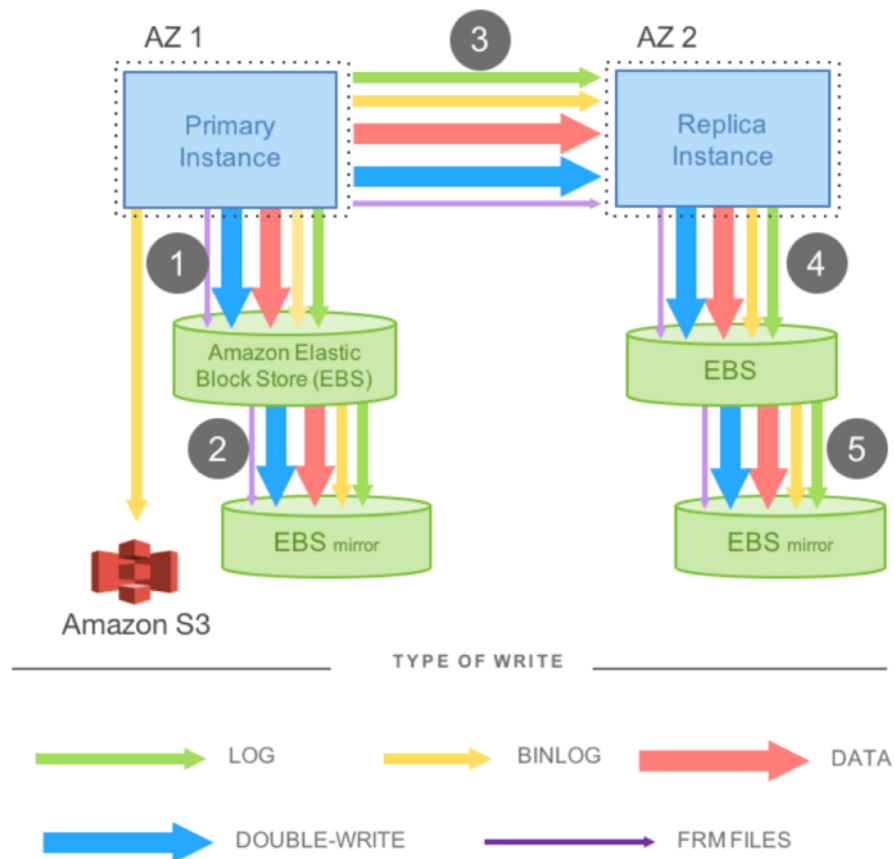 AZ 1
3
AZ 2
Primary
Instance
Replica
Instance
1
4
Amazon Elastic
Block Store (EBS)
EBS
2
5
EBS mirror
EBS mirror
Amazon S3
TYPE OF WRITE
LOG
BINLOG
DATA
DOUBLE-WRITE
FRM FILES